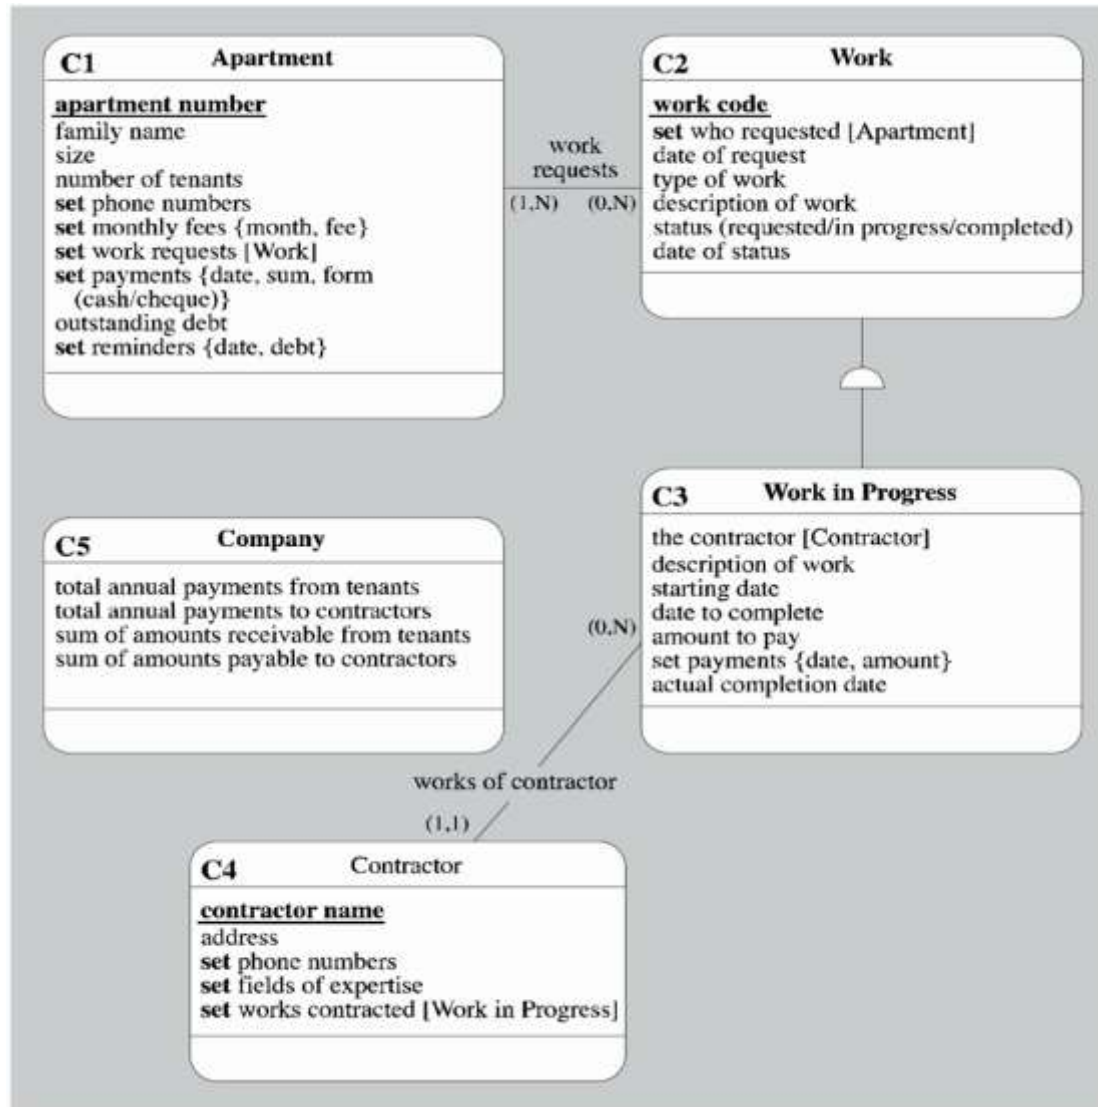 C1 Apartment
apartment number
family name
size
number of tenants
set phone numbers
set monthly fees {month, fee}
set work requests [Work]
set payments {date, sum, form
(cash/cheque)}
outstanding debt
set reminders {date, debt}
work
requests
(1,N) (0,N)
C2 Work
work code
set who requested [Apartment]
date of request
type of work
description of work
status (requested/in progress/completed)
date of status
C3 Work in Progress
the contractor [Contractor]
description of work
starting date
date to complete
amount to pay
set payments {date, amount}
actual completion date
C5 Company
total annual payments from tenants
total annual payments to contractors
sum of amounts receivable from tenants
sum of amounts payable to contractors
(0,N)
works of contractor
(1,1)
C4 Contractor
contractor name
address
set phone numbers
set fields of expertise
set works contracted [Work in Progress]